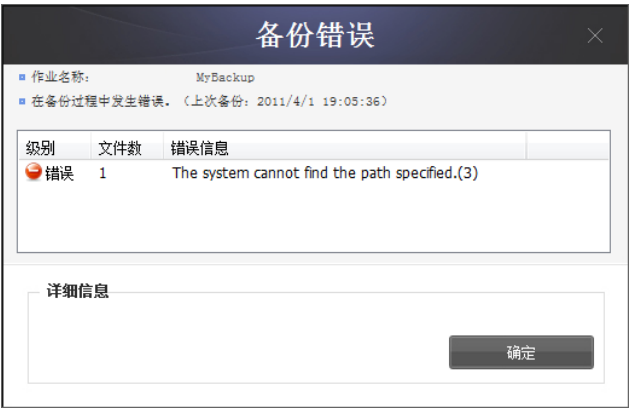 备份错误
作业名称: MyBackup
在备份过程中发生错误。（上次备份: 2011/4/1 19:05:36）
级别 文件数 错误信息
错误 1 The system cannot find the path specified.(3)
详细信息
确定